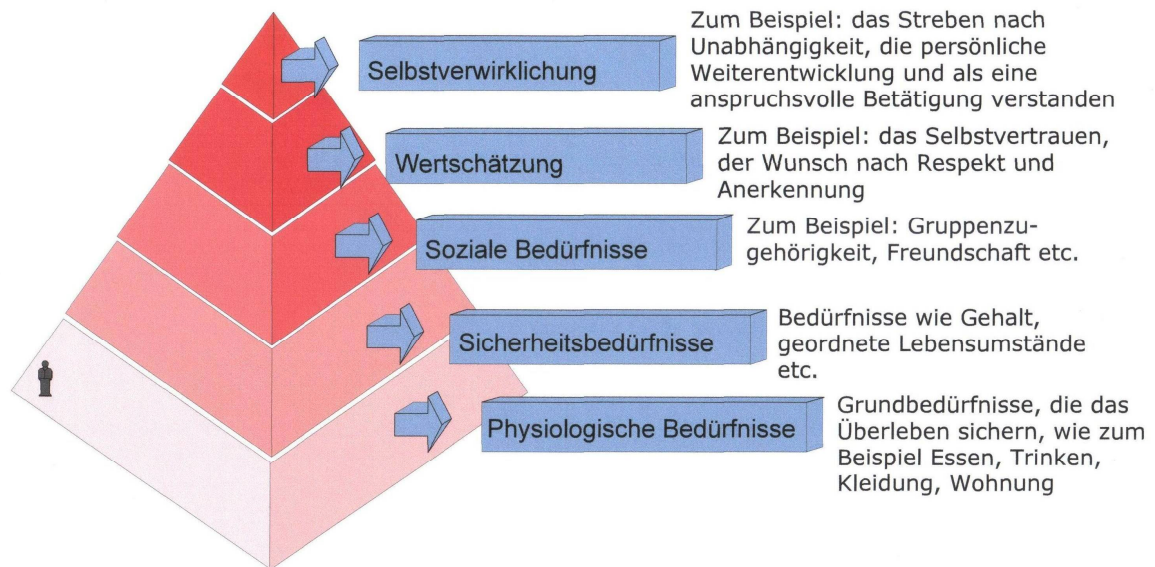 Selbstverwirklichung
Zum Beispiel: das Streben nach
Unabhängigkeit, die persönliche
Weiterentwicklung und als eine
anspruchsvolle Betätigung verstanden
Wertschätzung
Zum Beispiel: das Selbstvertrauen,
der Wunsch nach Respekt und
Anerkennung
Soziale Bedürfnisse
Zum Beispiel: Gruppenzu-
gehörigkeit, Freundschaft etc.
Sicherheitsbedürfnisse
Bedürfnisse wie Gehalt,
geordnete Lebensumstände
etc.
Physiologische Bedürfnisse
Grundbedürfnisse, die das
Überleben sichern, wie zum
Beispiel Essen, Trinken,
Kleidung, Wohnung